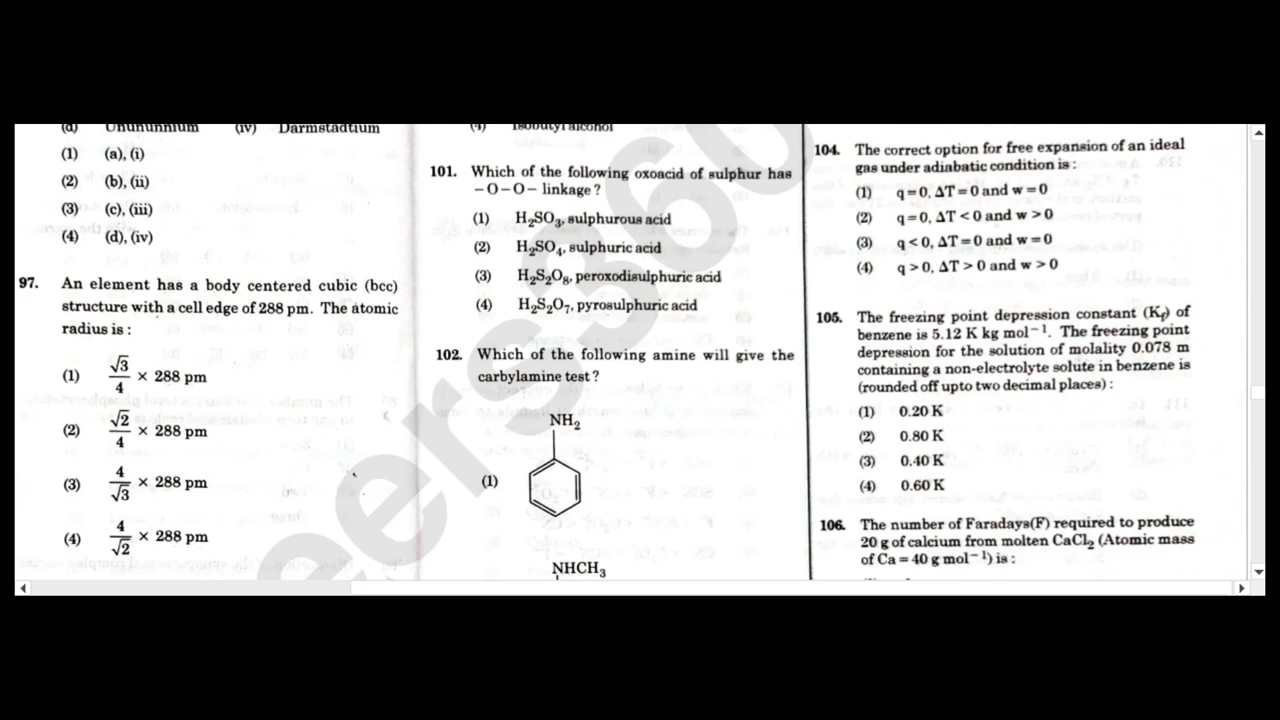 (d) Unununnium (iv) Darmstadtium
(1) (a), (i)
(2) (b), (ii)
(3) (c), (iii)
(4) (d), (iv)
97. An element has a body centered cubic (bcc)
structure with a cell edge of 288 pm. The atomic
radius is :
(1) √3/4 × 288 pm
(2) √2/4 × 288 pm
(3) 4/√3 × 288 pm
(4) 4/√2 × 288 pm
(4) Isobutyl alcohol
101. Which of the following oxoacid of sulphur has
– O – O – linkage ?
(1) H₂SO₃, sulphurous acid
(2) H₂SO₄, sulphuric acid
(3) H₂S₂O₈, peroxodisulphuric acid
(4) H₂S₂O₇, pyrosulphuric acid
102. Which of the following amine will give the
carbylamine test ?
NH₂
(1)
NHCH₃
104. The correct option for free expansion of an ideal
gas under adiabatic condition is :
(1) q = 0, ΔT = 0 and w = 0
(2) q = 0, ΔT < 0 and w > 0
(3) q < 0, ΔT = 0 and w = 0
(4) q > 0, ΔT > 0 and w > 0
105. The freezing point depression constant (Kf) of
benzene is 5.12 K kg mol⁻¹. The freezing point
depression for the solution of molality 0.078 m
containing a non-electrolyte solute in benzene is
(rounded off upto two decimal places) :
(1) 0.20 K
(2) 0.80 K
(3) 0.40 K
(4) 0.60 K
106. The number of Faradays(F) required to produce
20 g of calcium from molten CaCl₂ (Atomic mass
of Ca = 40 g mol⁻¹) is :
eers360